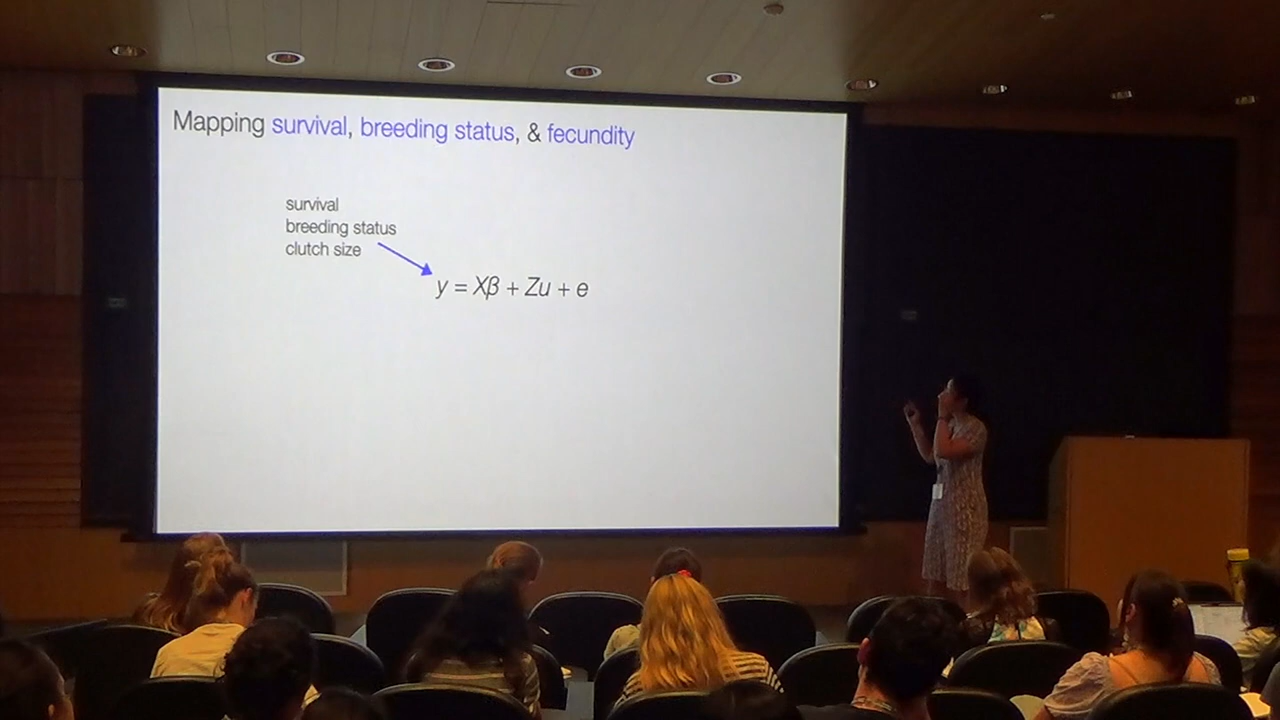 Mapping survival, breeding status, & fecundity
survival
breeding status
clutch size
y = Xβ + Zu + e